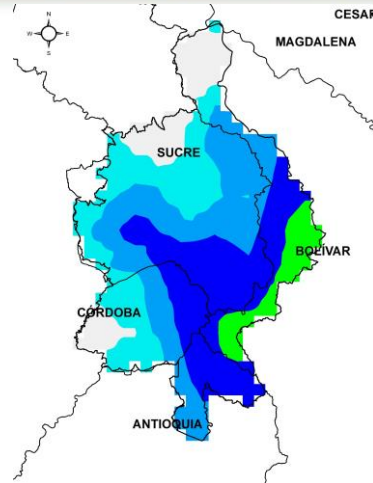 N
W E
S
CESAR
MAGDALENA
SUCRE
BOLÍVAR
CÓRDOBA
ANTIOQUIA